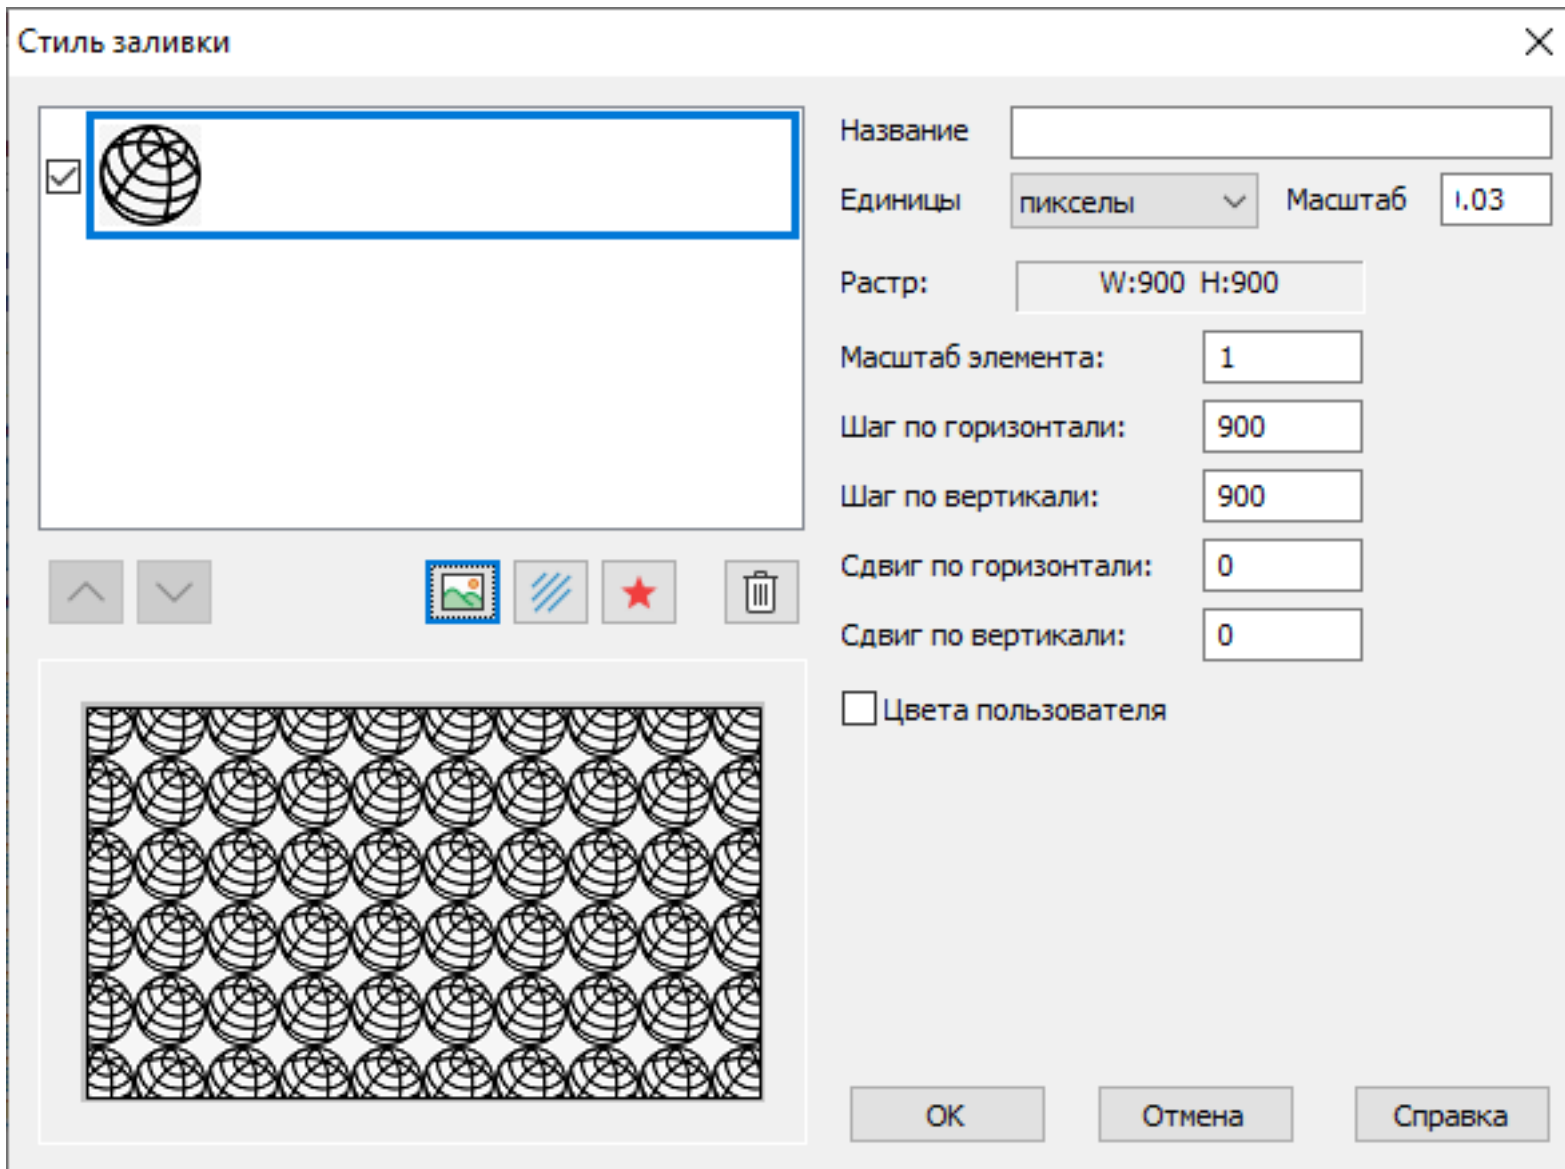 Стиль заливки
Название
Единицы пикселы Масштаб .03
Растр: W:900 H:900
Масштаб элемента: 1
Шаг по горизонтали: 900
Шаг по вертикали: 900
Сдвиг по горизонтали: 0
Сдвиг по вертикали: 0
Цвета пользователя
OK Отмена Справка